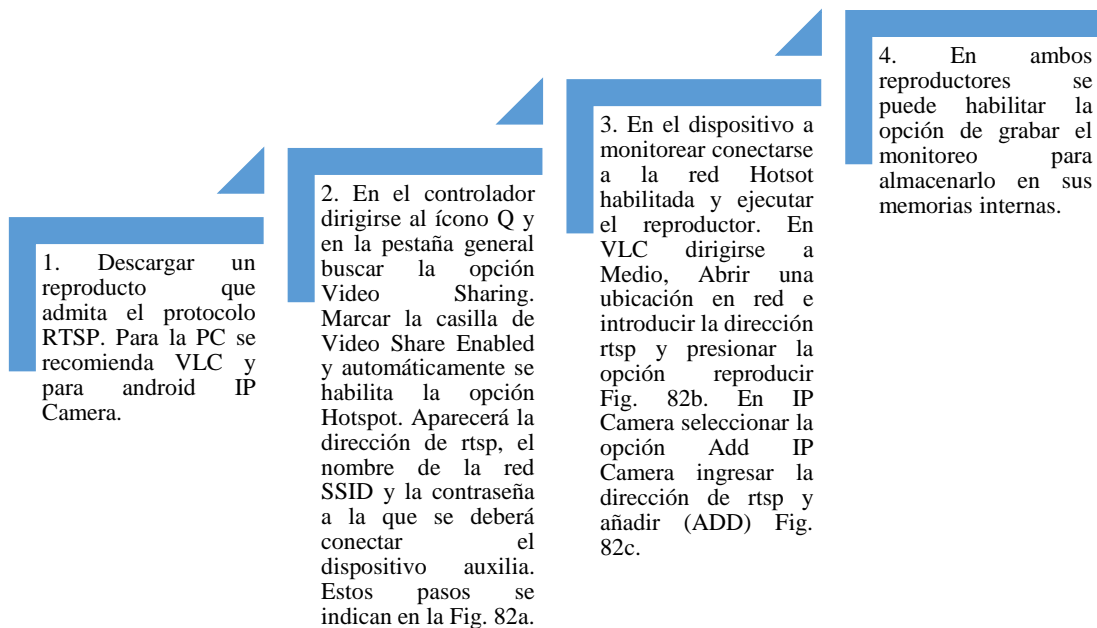 1. Descargar un
reproducto que
admita el protocolo
RTSP. Para la PC se
recomienda VLC y
para android IP
Camera.
2. En el controlador
dirigirse al ícono Q y
en la pestaña general
buscar la opción
Video Sharing.
Marcar la casilla de
Video Share Enabled
y automáticamente se
habilita la opción
Hotspot. Aparecerá la
dirección de rtsp, el
nombre de la red
SSID y la contraseña
a la que se deberá
conectar el
dispositivo auxilia.
Estos pasos se
indican en la Fig. 82a.
3. En el dispositivo a
monitorear conectarse
a la red Hotsot
habilitada y ejecutar
el reproductor. En
VLC dirigirse a
Medio, Abrir una
ubicación en red e
introducir la dirección
rtsp y presionar la
opción reproducir
Fig. 82b. En IP
Camera seleccionar la
opción Add IP
Camera ingresar la
dirección de rtsp y
añadir (ADD) Fig.
82c.
4. En ambos
reproductores se
puede habilitar la
opción de grabar el
monitoreo para
almacenarlo en sus
memorias internas.